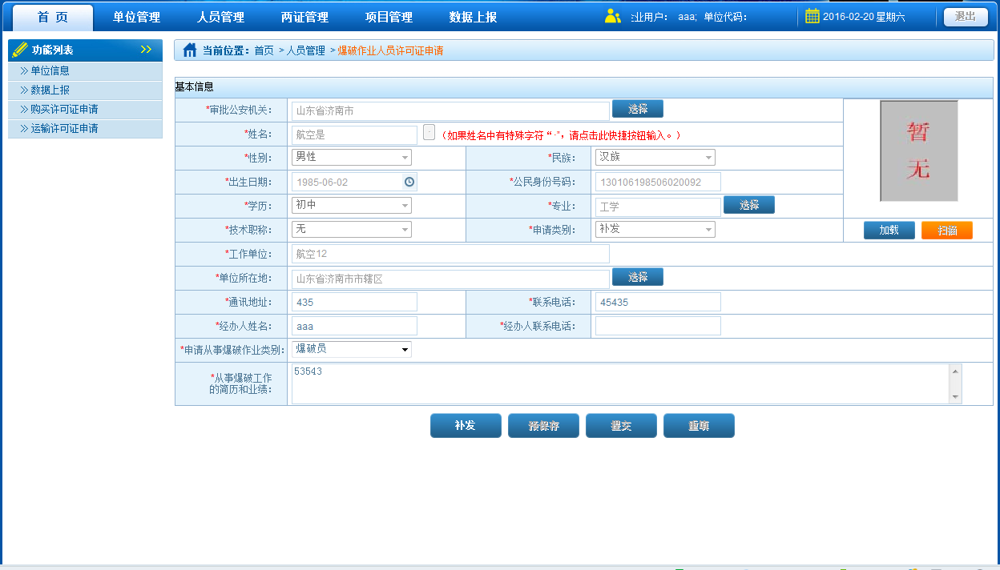 首 页 单位管理 人员管理 两证管理 项目管理 数据上报 业用户： aaa; 单位代码： 2016-02-20 星期六 退出
功能列表
单位信息
数据上报
购买许可证申请
运输许可证申请
当前位置：首页 >人员管理 >爆破作业人员许可证申请
基本信息
*审批公安机关： 山东省济南市 选择
*姓名： 航空是 · （如果姓名中有特殊字符“·”，请点击此快捷按钮输入。）
*性别： 男性 *民族： 汉族
*出生日期： 1985-06-02 *公民身份号码： 130106198506020092
*学历： 初中 *专业： 工学 选择
*技术职称： 无 *申请类别： 补发
暂
无
加载 扫描
*工作单位： 航空12
*单位所在地： 山东省济南市市辖区 选择
*通讯地址： 435 *联系电话： 45435
*经办人姓名： aaa *经办人联系电话：
*申请从事爆破作业类别： 爆破员
*从事爆破工作
的简历和业绩： 53543
补发 预保存 提交 重填